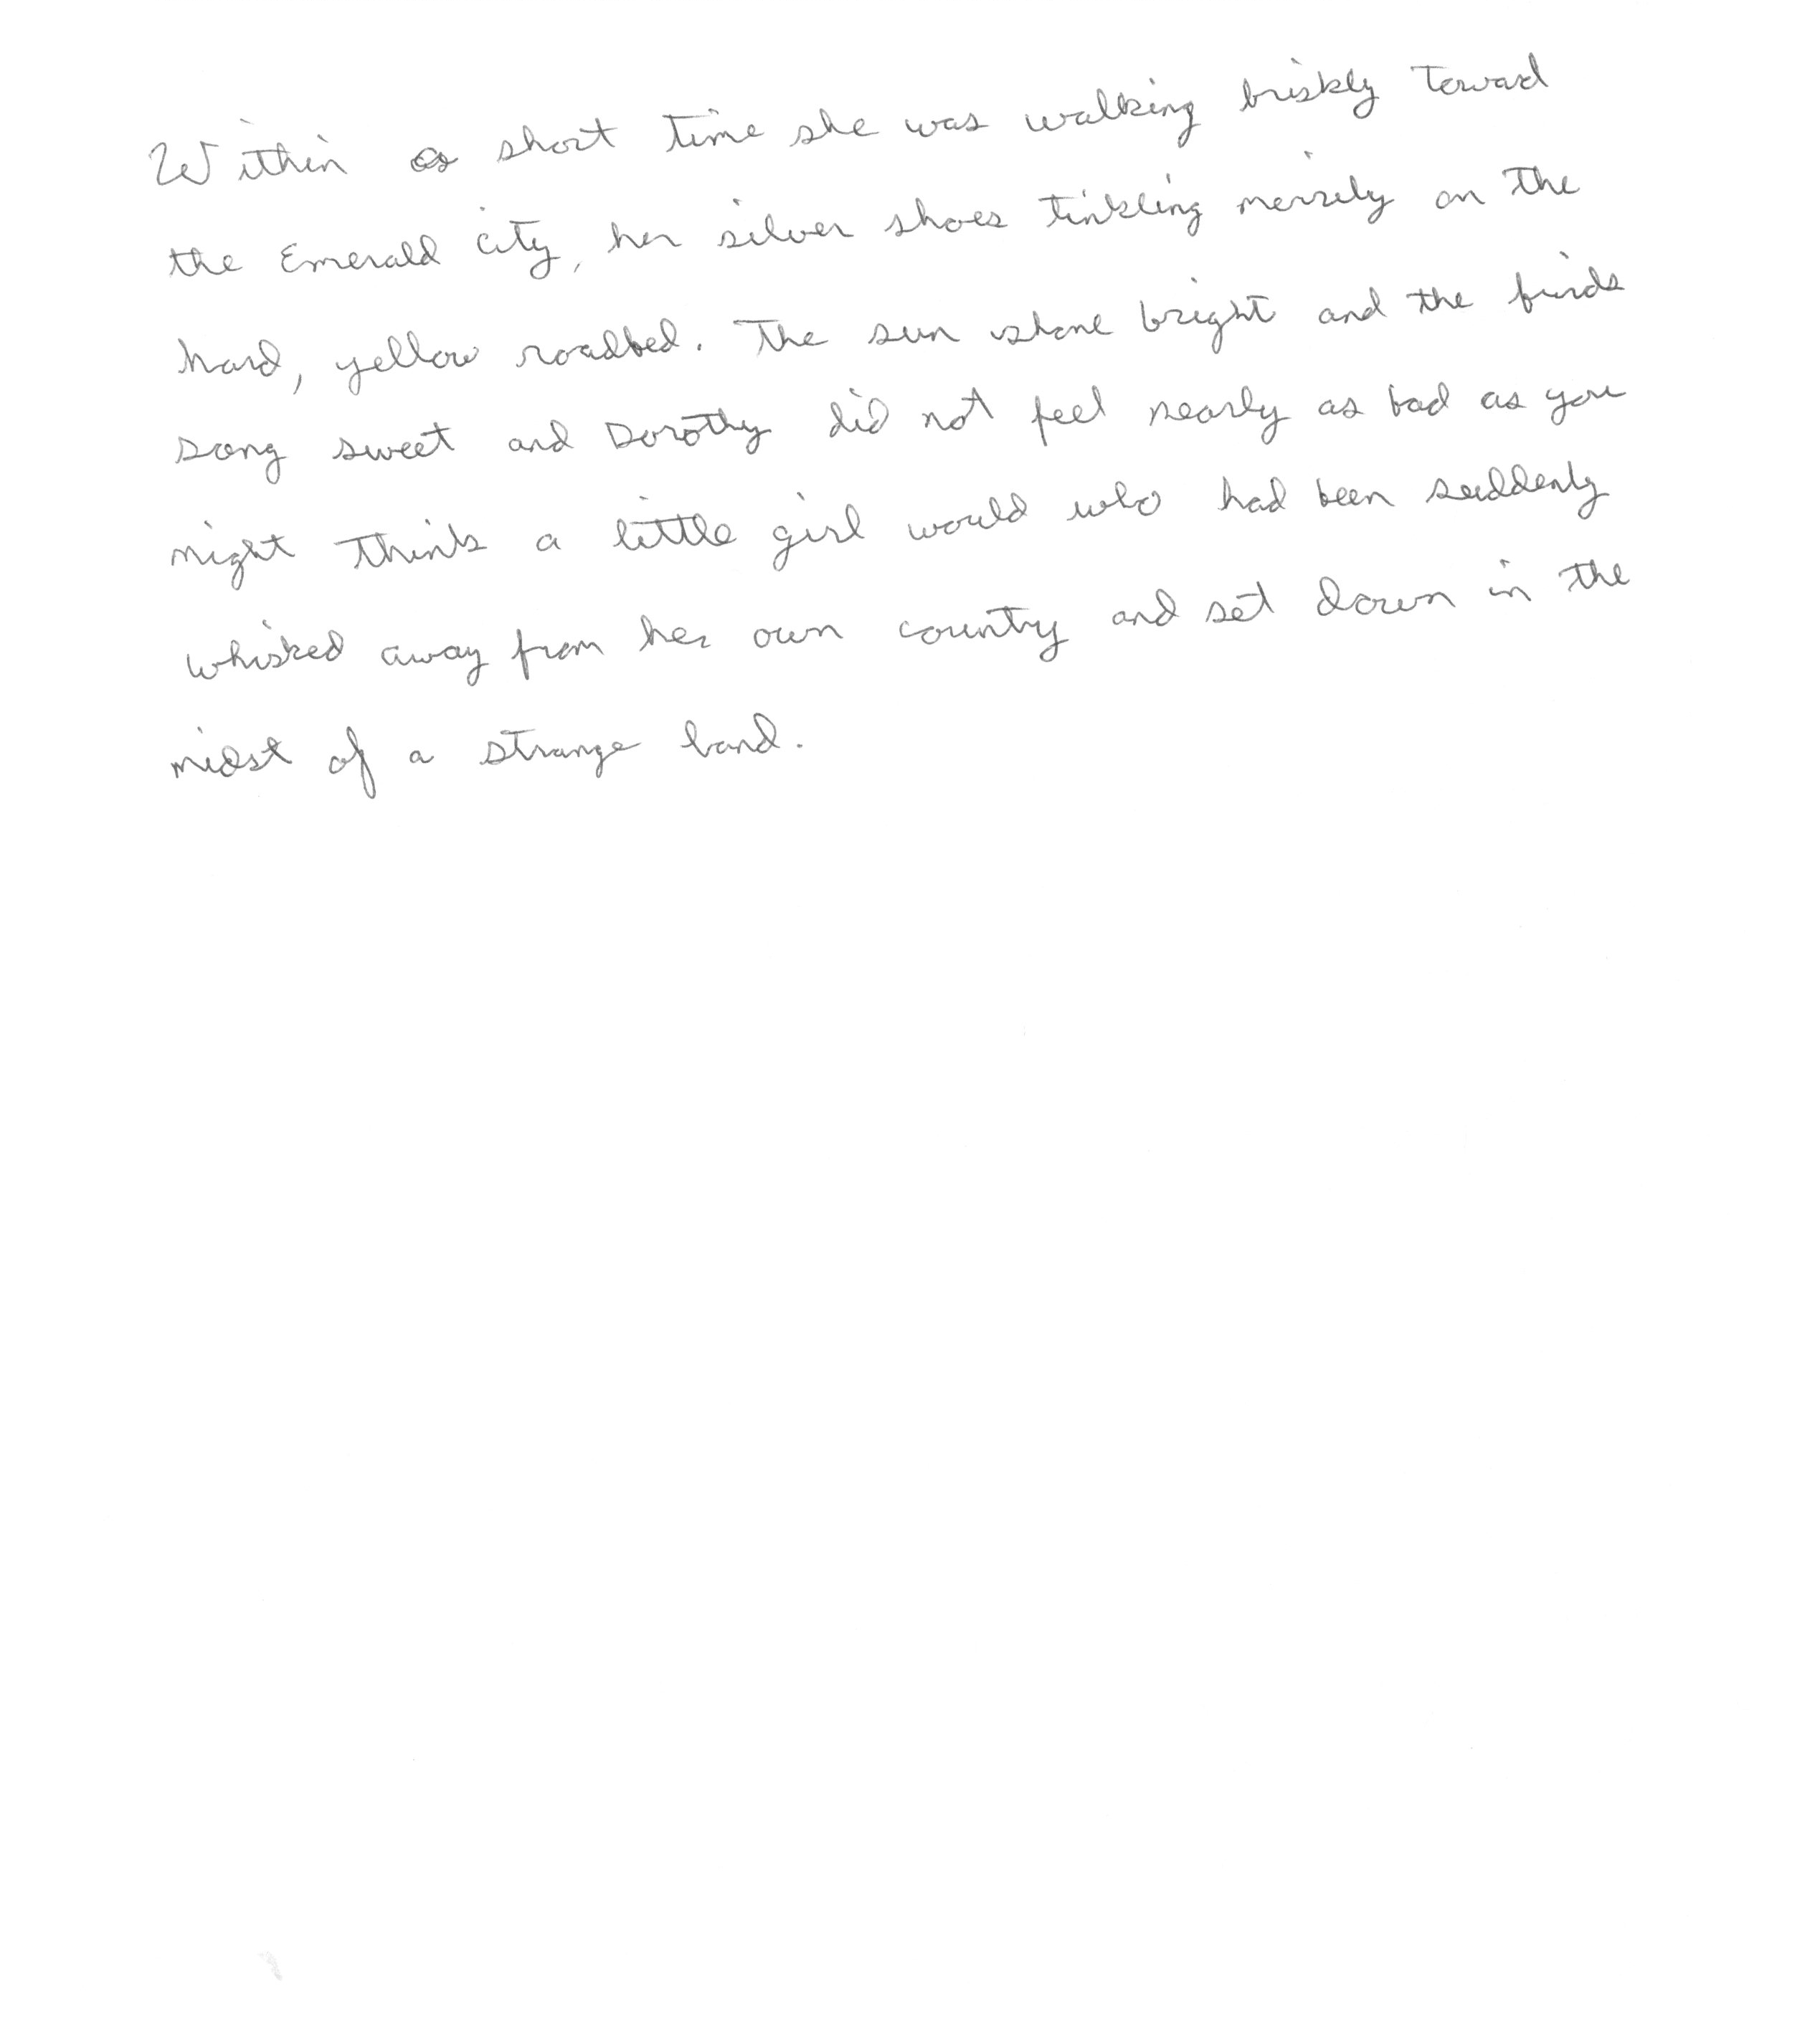 Within a short time she was walking briskly toward
the Emerald City, her silver shoes tinkling merrily on the
hard, yellow roadbed. The sun shone bright and the birds
sang sweet and Dorothy did not feel nearly as bad as you
might think a little girl would who had been suddenly
whisked away from her own country and set down in the
midst of a strange land.